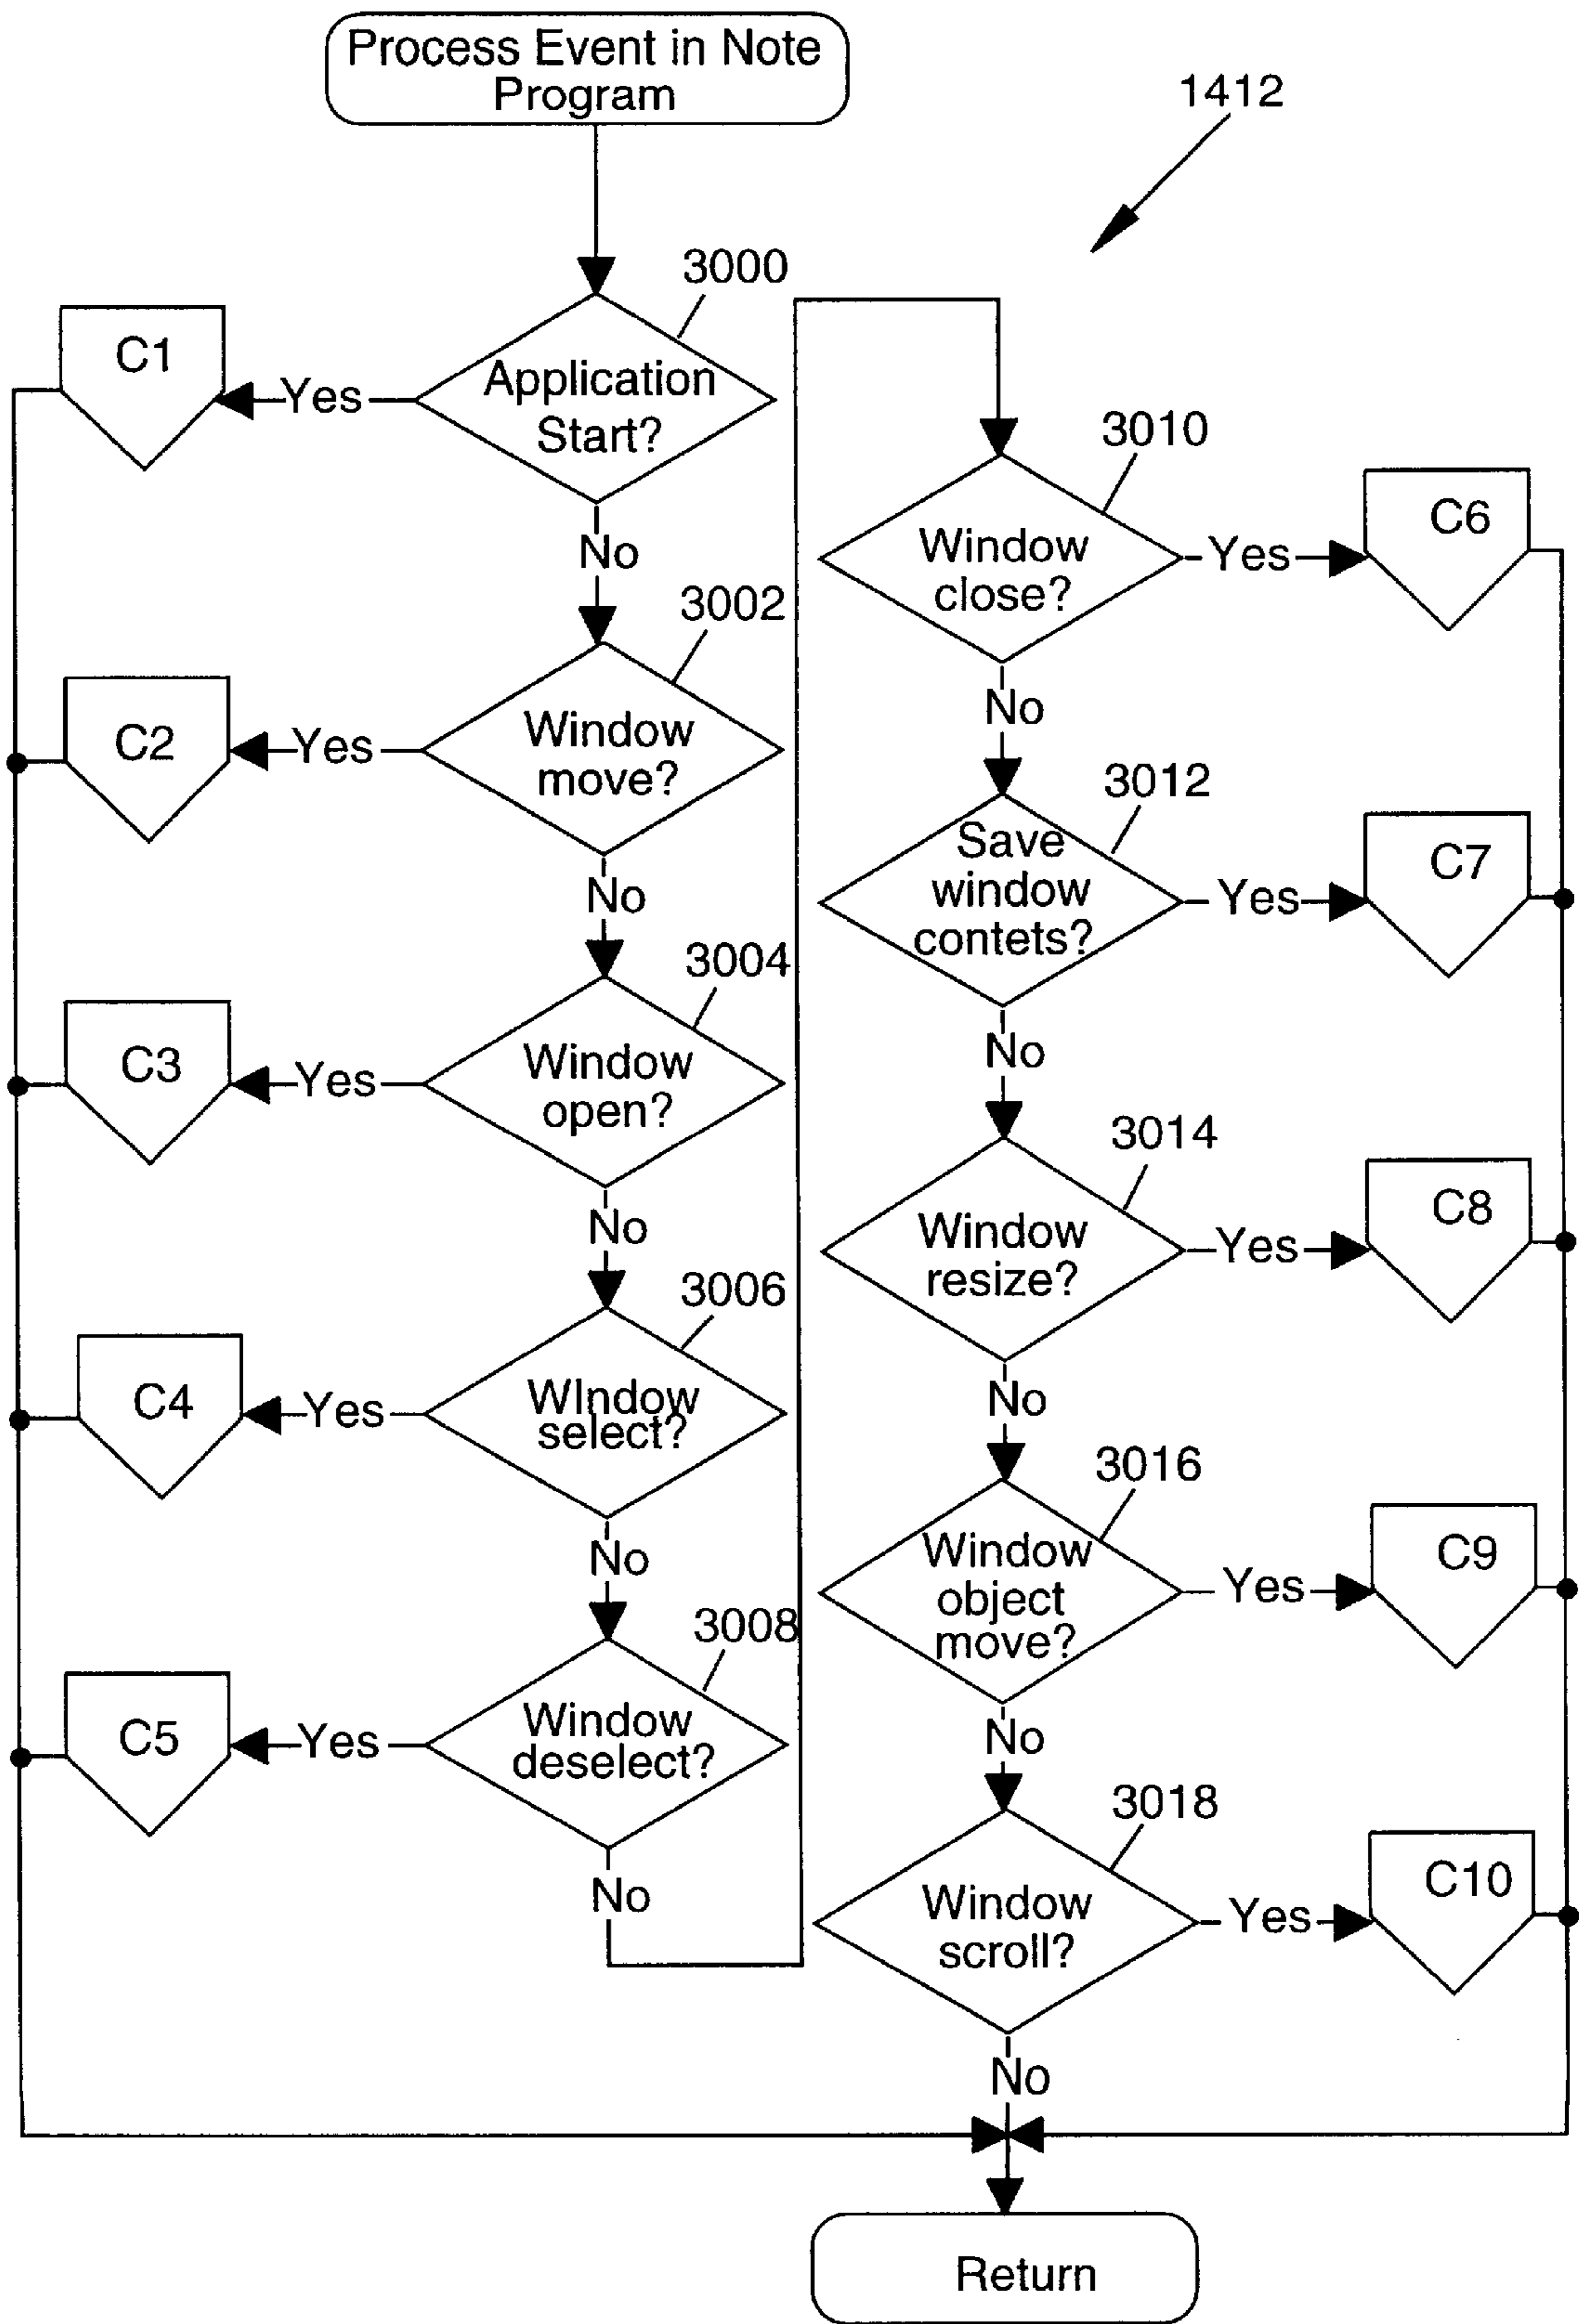 Process Event in Note
Program
1412
3000
C1
Yes
Application
Start?
No
3002
C2
Yes
Window
move?
No
3004
C3
Yes
Window
open?
No
3006
C4
Yes
WIndow
select?
No
3008
C5
Yes
Window
deselect?
No
3010
Window
close?
Yes
C6
No
3012
Save
window
contets?
Yes
C7
No
3014
Window
resize?
Yes
C8
No
3016
Window
object
move?
Yes
C9
No
3018
Window
scroll?
Yes
C10
No
Return